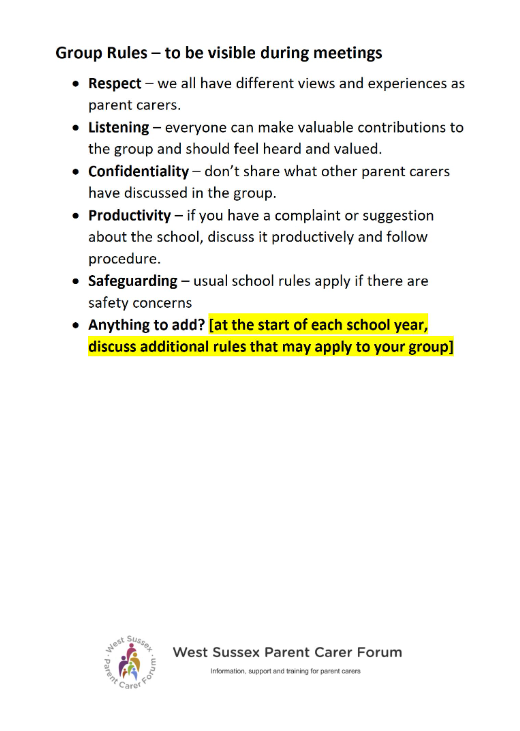 Group Rules – to be visible during meetings
• Respect – we all have different views and experiences as
parent carers.
• Listening – everyone can make valuable contributions to
the group and should feel heard and valued.
• Confidentiality – don't share what other parent carers
have discussed in the group.
• Productivity – if you have a complaint or suggestion
about the school, discuss it productively and follow
procedure.
• Safeguarding – usual school rules apply if there are
safety concerns
• Anything to add? [at the start of each school year,
discuss additional rules that may apply to your group]
West Sussex
Parent Carer Forum
West Sussex Parent Carer Forum
Information, support and training for parent carers